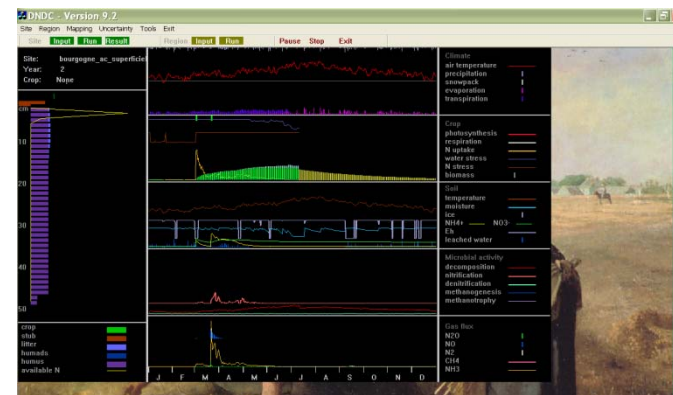 DNDC - Version 9.2
Site Region Mapping Uncertainty Tools Exit
Site Input Run Result Region Input Run Pause Stop Exit
Site: bourgogne_ac_superficiel
Year: 2
Crop: None
1
cm
10
20
30
40
50
crop
stub
litter
humads
humus
available N
J F M A M J J A S O N D
Climate
air temperature
precipitation
snowpack
evaporation
transpiration
Crop
photosynthesis
respiration
N uptake
water stress
N stress
biomass
Soil
temperature
moisture
ice
NH4+ NO3-
Eh
leached water
Microbial activity
decomposition
nitrification
denitrification
methanogenesis
methanotrophy
Gas flux
N2O
NO
N2
CH4
NH3